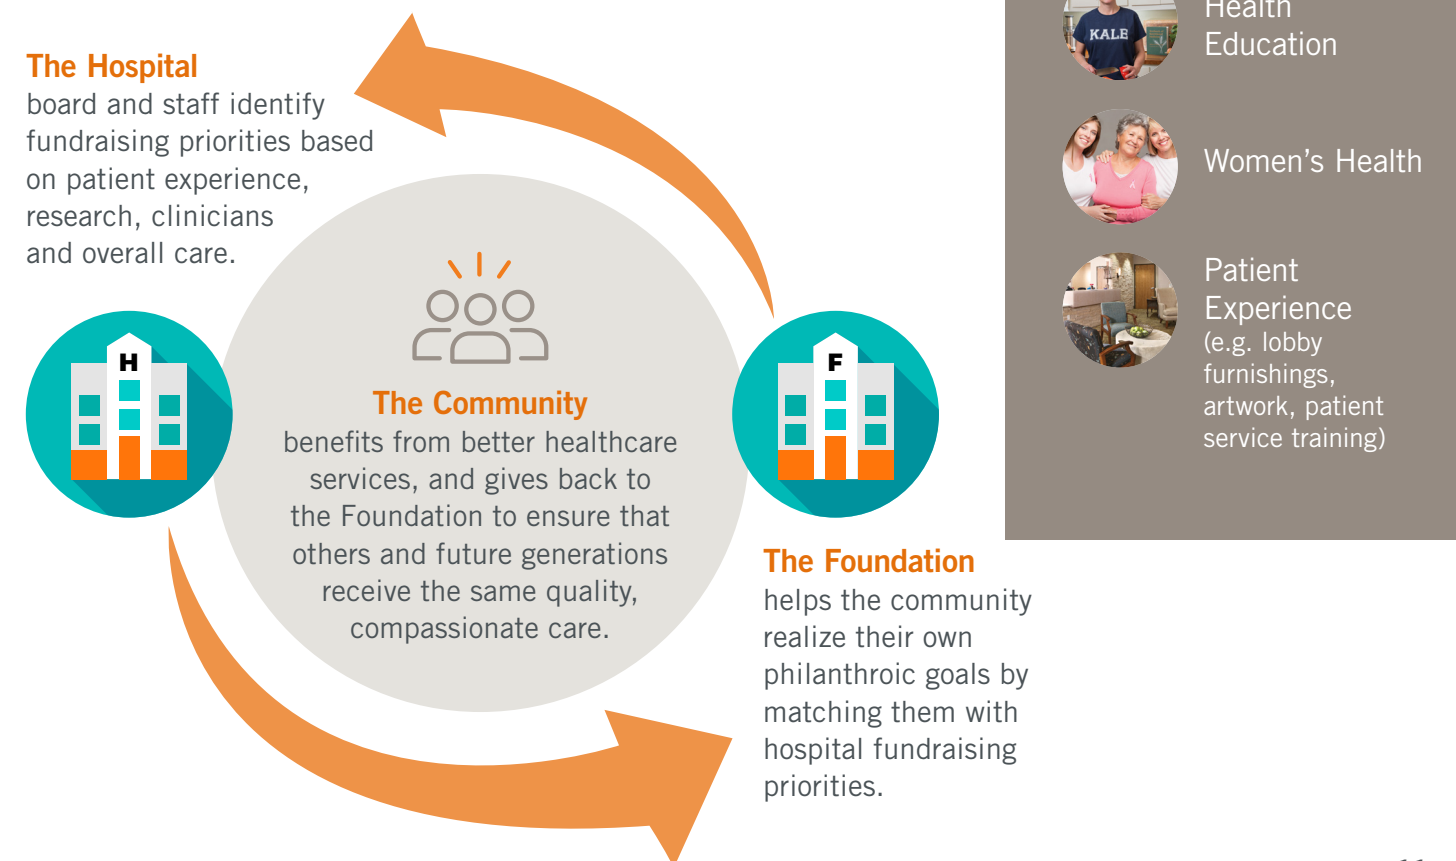 The Hospital
board and staff identify
fundraising priorities based
on patient experience,
research, clinicians
and overall care.
H
The Community
benefits from better healthcare
services, and gives back to
the Foundation to ensure that
others and future generations
receive the same quality,
compassionate care.
F
The Foundation
helps the community
realize their own
philanthroic goals by
matching them with
hospital fundraising
priorities.
KALE
Health
Education
Women’s Health
Patient
Experience
(e.g. lobby
furnishings,
artwork, patient
service training)